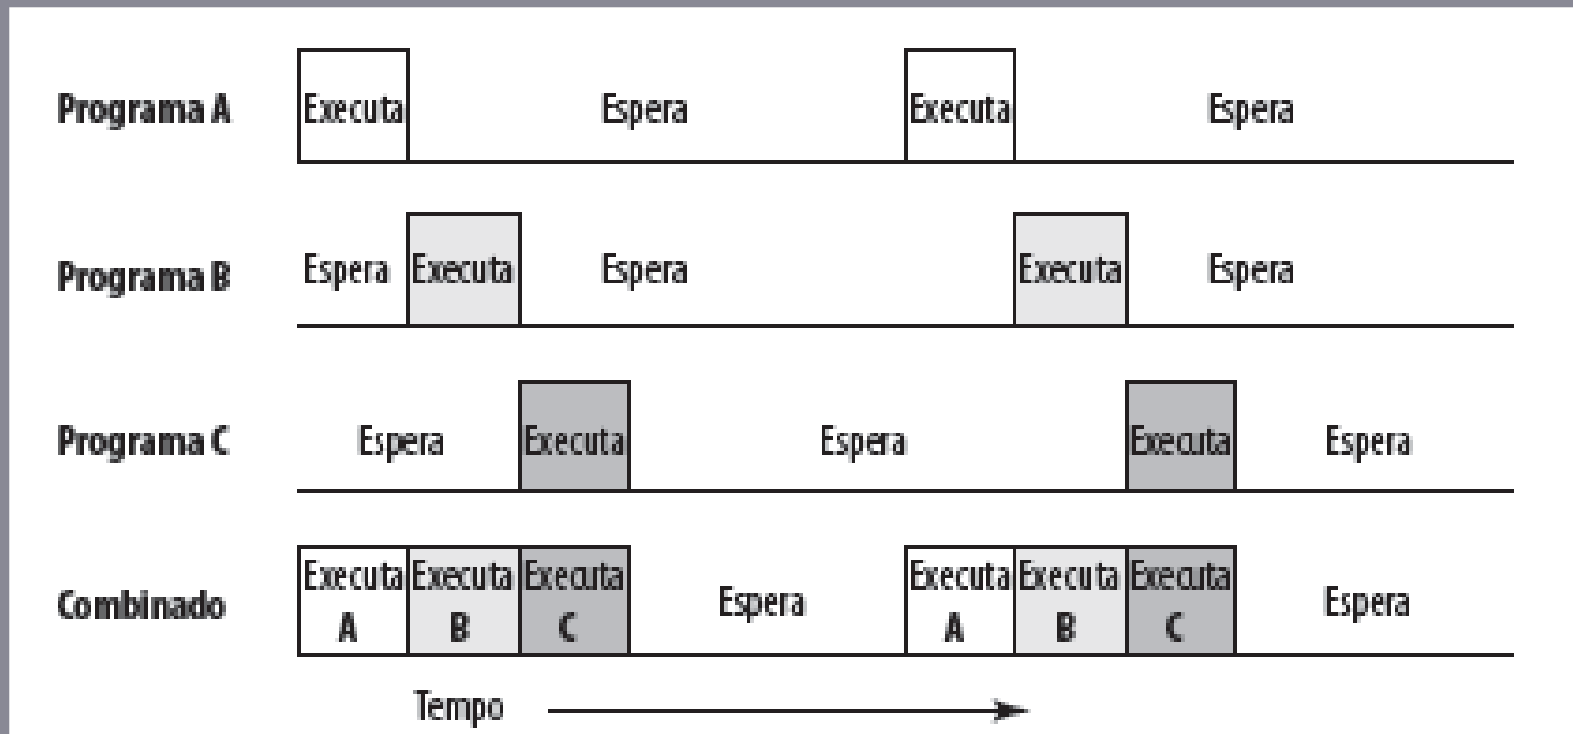 Programa A Executa Espera Executa Espera
Programa B Espera Executa Espera Executa Espera
Programa C Espera Executa Espera Executa Espera
Combinado Executa A Executa B Executa C Espera Executa A Executa B Executa C Espera
Tempo